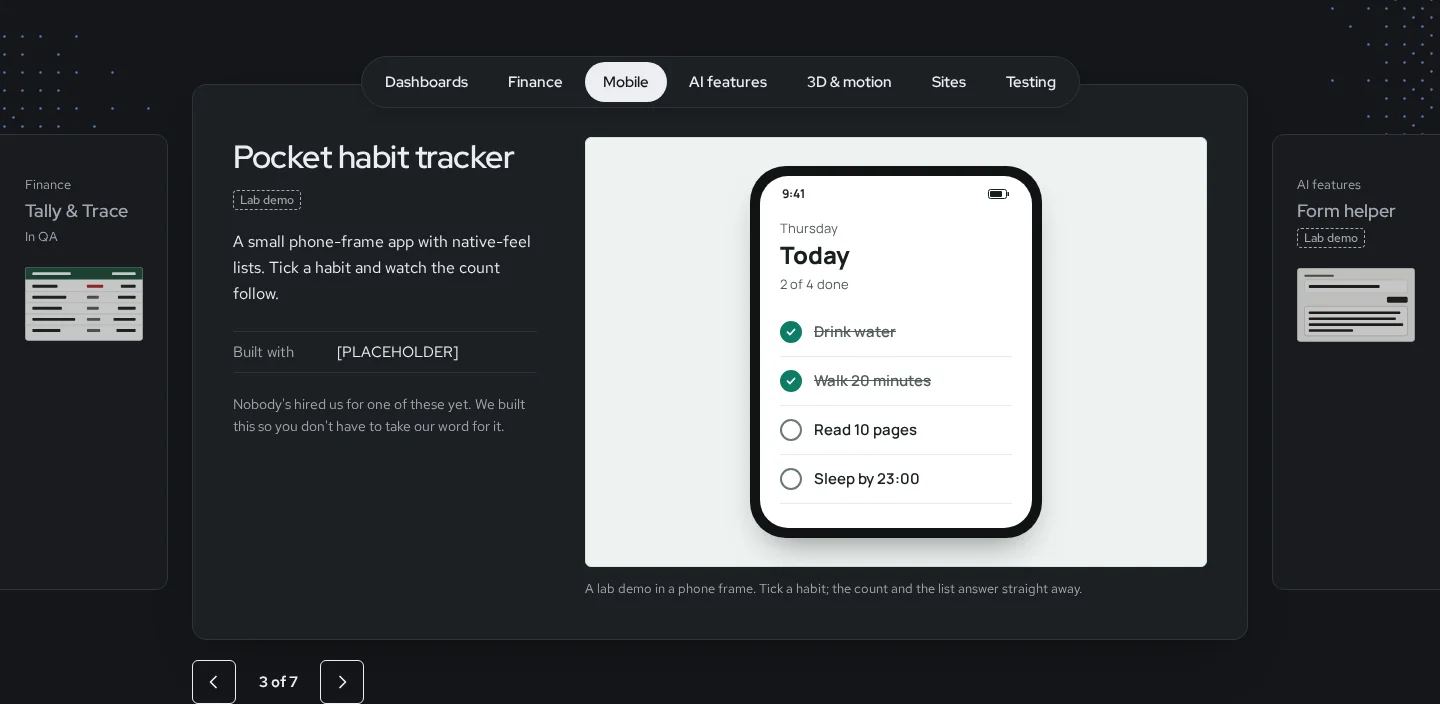 Dashboards
Finance
Mobile
AI features
3D & motion
Sites
Testing
Finance
Tally & Trace
In QA
Pocket habit tracker
Lab demo
A small phone-frame app with native-feel
lists. Tick a habit and watch the count
follow.
Built with [PLACEHOLDER]
Nobody's hired us for one of these yet. We built
this so you don't have to take our word for it.
9:41
Thursday
Today
2 of 4 done
Drink water
Walk 20 minutes
Read 10 pages
Sleep by 23:00
A lab demo in a phone frame. Tick a habit; the count and the list answer straight away.
AI features
Form helper
Lab demo
3 of 7